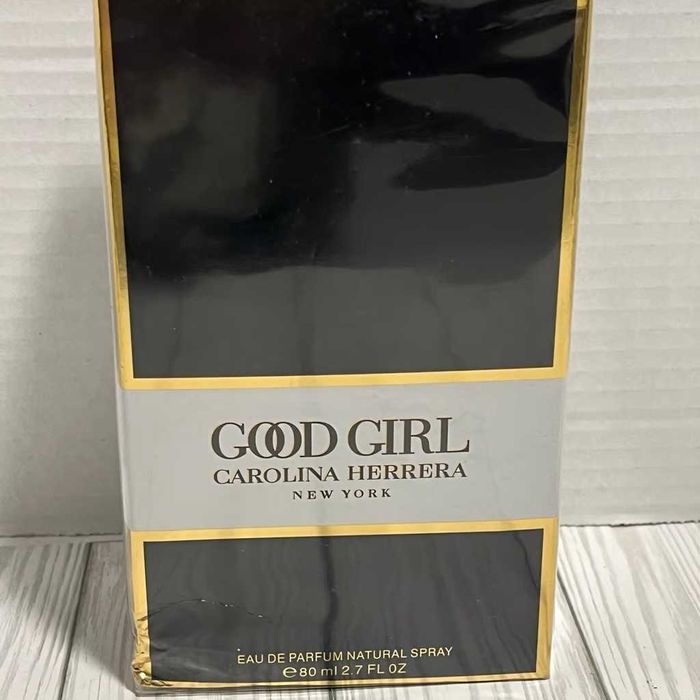 GOOD GIRL
CAROLINA HERRERA
NEW YORK
EAU DE PARFUM NATURAL SPRAY
℮80 ml 2.7 FL OZ